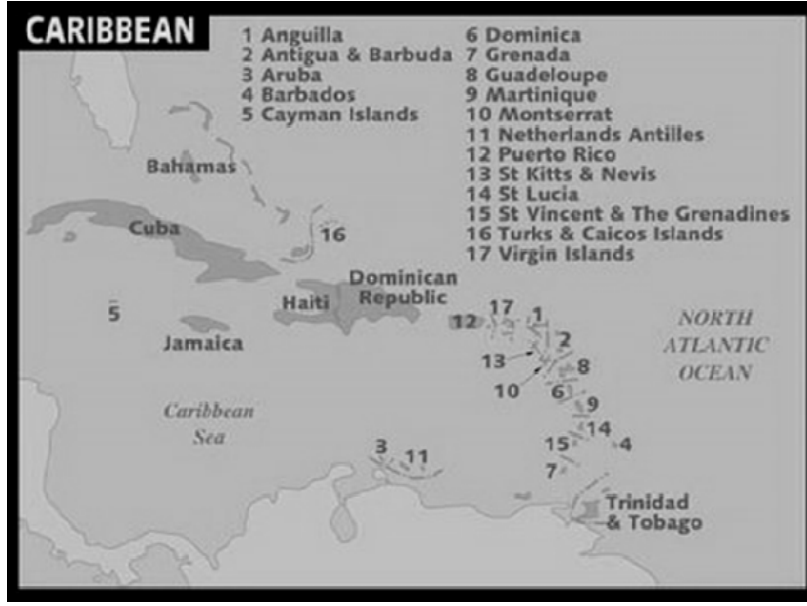 CARIBBEAN
1 Anguilla
2 Antigua & Barbuda
3 Aruba
4 Barbados
5 Cayman Islands
6 Dominica
7 Grenada
8 Guadeloupe
9 Martinique
10 Montserrat
11 Netherlands Antilles
12 Puerto Rico
13 St Kitts & Nevis
14 St Lucia
15 St Vincent & The Grenadines
16 Turks & Caicos Islands
17 Virgin Islands
Bahamas
Cuba
16
Dominican
Republic
Haiti
5
Jamaica
12
17
1
2
13
8
10
6
9
14
15
4
7
3
11
NORTH
ATLANTIC
OCEAN
Caribbean
Sea
Trinidad
& Tobago